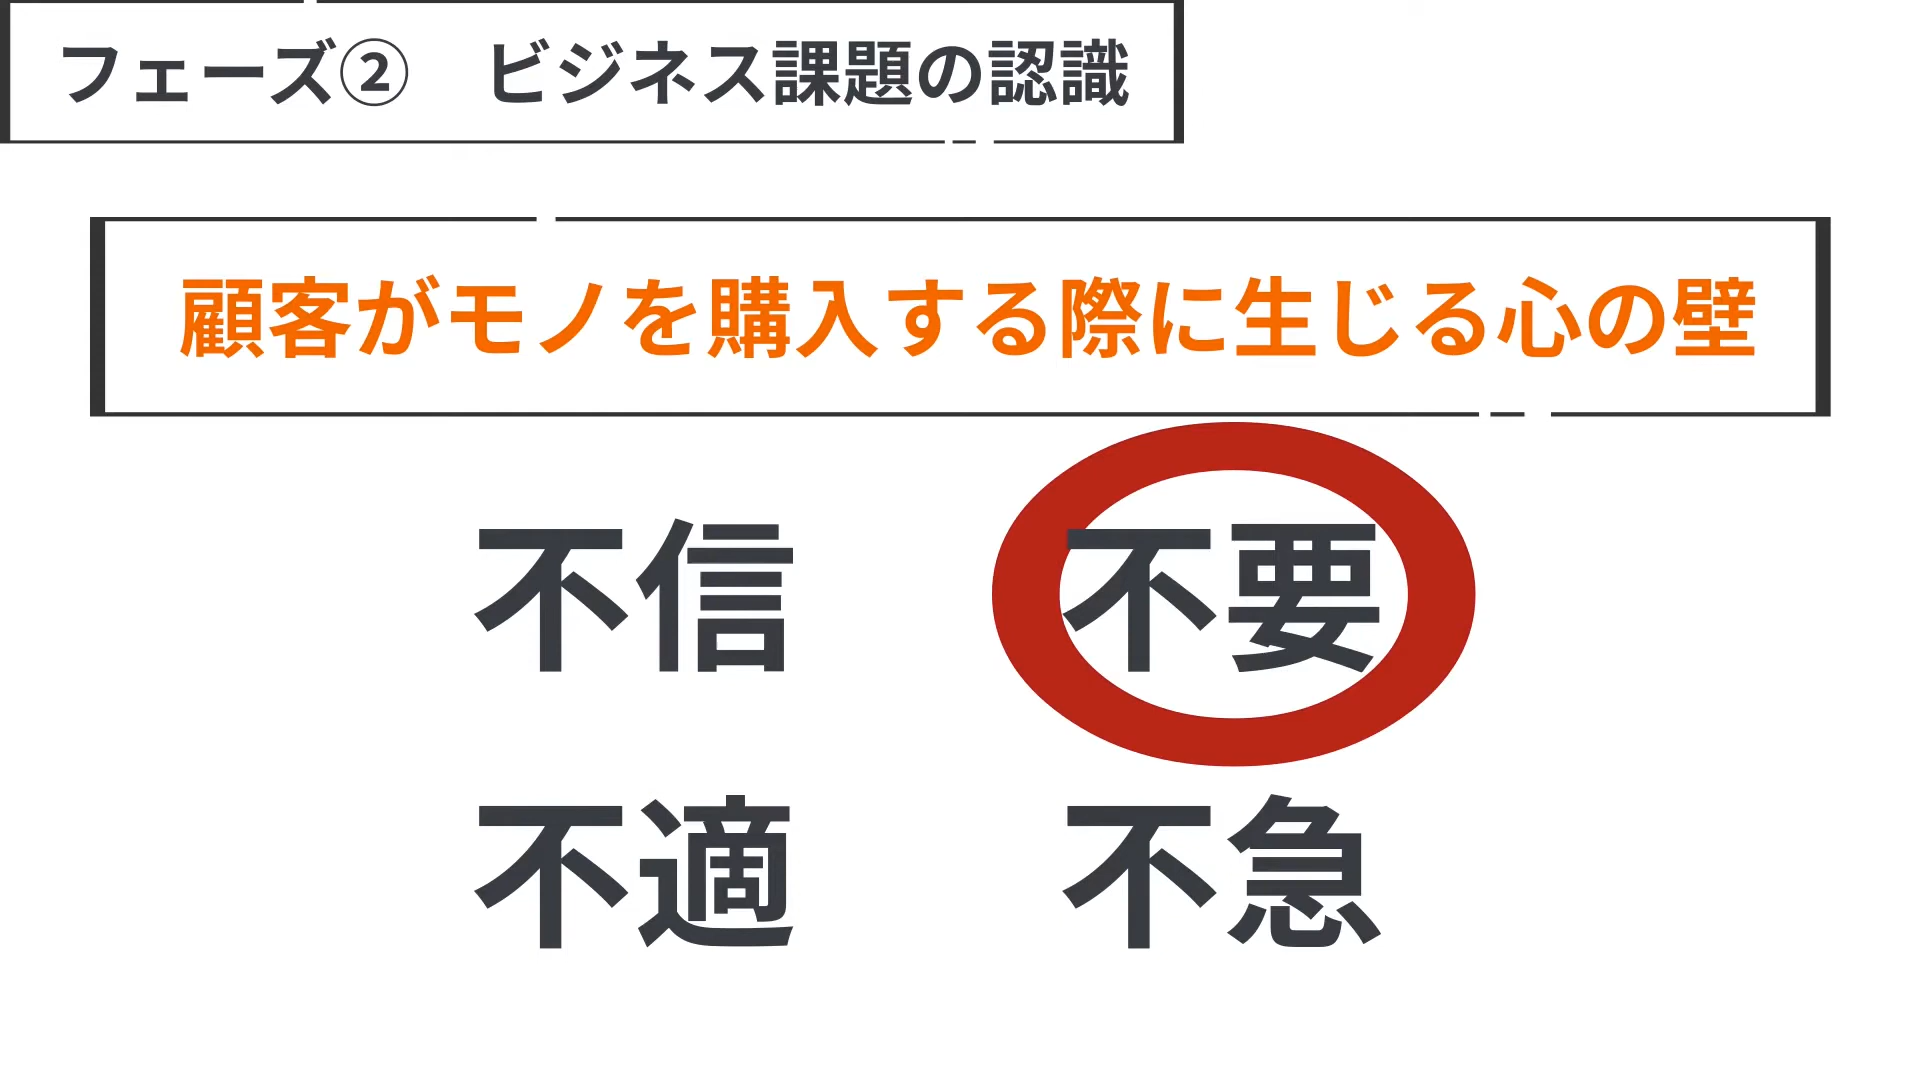 フェーズ②　ビジネス課題の認識
顧客がモノを購入する際に生じる心の壁
不信　不要
不適　不急